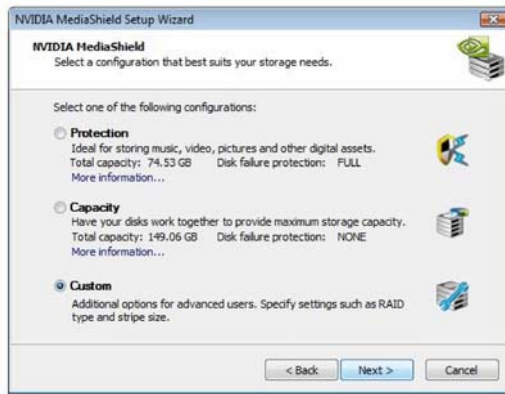 NVIDIA MediaShield Setup Wizard
NVIDIA MediaShield
Select a configuration that best suits your storage needs.
Select one of the following configurations:
Protection
Ideal for storing music, video, pictures and other digital assets.
Total capacity: 74.53 GB Disk failure protection: FULL
More information...
Capacity
Have your disks work together to provide maximum storage capacity.
Total capacity: 149.06 GB Disk failure protection: NONE
More information...
Custom
Additional options for advanced users. Specify settings such as RAID
type and stripe size.
< Back Next > Cancel